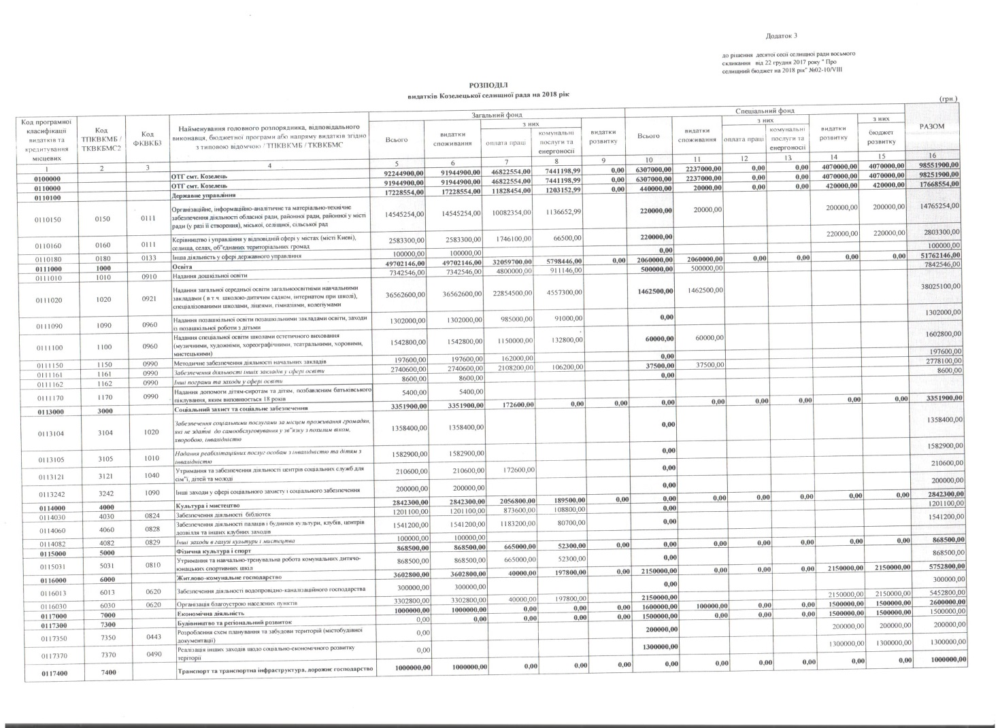 Додаток 3
до рішення десятої сесії селищної ради восьмого
скликання від 22 грудня 2017 року " Про
селищний бюджет на 2018 рік" №02-10/VIII
РОЗПОДІЛ
видатків Козелецької селищної рада на 2018 рік
(грн.)
Код програмної класифікації видатків та кредитування місцевих | Код ТПКВКМБ / ТКВКБМС2 | Код ФКВКБ3 | Найменування головного розпорядника, відповідального виконавця, бюджетної програми або напряму видатків згідно з типовою відомчою / ТПКВКМБ / ТКВКБМС | Загальний фонд | Спеціальний фонд | РАЗОМ
Всього | видатки споживання | з них | оплата праці | комунальні послуги та енергоносії | видатки розвитку | Всього | видатки споживання | з них | оплата праці | комунальні послуги та енергоносії | видатки розвитку | з них | бюджет розвитку
1 2 3 4 5 6 7 8 9 10 11 12 13 14 15 16
0100000 ОТГ смт. Козелець 92244900,00 91944900,00 46822554,00 7441198,99 0,00 6307000,00 2237000,00 0,00 0,00 4070000,00 4070000,00 98551900,00
0110000 ОТГ смт. Козелець 91944900,00 91944900,00 46822554,00 7441198,99 0,00 6307000,00 2237000,00 0,00 0,00 4070000,00 4070000,00 98251900,00
0110100 Державне управління 17228554,00 17228554,00 11828454,00 1203152,99 0,00 440000,00 20000,00 0,00 0,00 420000,00 420000,00 17668554,00
0110150 0150 0111 Організаційне, інформаційно-аналітичне та матеріально-технічне
забезпечення діяльності обласної ради, районної ради, районної у місті
ради (у разі її створення), міської, селіщної, сільської рад 14545254,00 14545254,00 10082354,00 1136652,99 220000,00 20000,00 200000,00 200000,00 14765254,00
0110160 0160 0111 Керівництво і управління у відповідній сфері у містах (місті Києві),
селища, селах, об"єднаних територіальних громад 2583300,00 2583300,00 1746100,00 66500,00 220000,00 220000,00 220000,00 2803300,00
0110180 0180 0133 Інша діяльність у сфері державного управління 100000,00 100000,00 0,00 100000,00
0111000 1000 Освіта 49702146,00 49702146,00 32059700,00 5798446,00 0,00 2060000,00 2060000,00 0,00 0,00 0,00 0,00 51762146,00
0111010 1010 0910 Надання дошкільної освіти 7342546,00 7342546,00 4800000,00 911146,00 500000,00 500000,00 7842546,00
0111020 1020 0921 Надання загальної середньої освіти загальноосвітніми навчальними
закладами ( в т ч. школою-дитячим садком, інтернатом при школі),
спеціалізованими школами, ліцеями, гімназіями, колегіумами 36562600,00 36562600,00 22854500,00 4557300,00 1462500,00 1462500,00 38025100,00
0111090 1090 0960 Надання позашкільної освіти позашкільними закладами освіти, заходи
із позашкільної роботи з дітьми 1302000,00 1302000,00 985000,00 91000,00 0,00 1302000,00
0111100 1100 0960 Надання спеціальної освіти школами естетичного виховання
(музичними, художніми, хореографічними, театральними, хоровими,
мистецькими) 1542800,00 1542800,00 1150000,00 132800,00 60000,00 60000,00 1602800,00
0111150 1150 0990 Методичне забезпечення діяльності начальних закладів 197600,00 197600,00 162000,00 0,00 197600,00
0111161 1161 0990 Забезпечення діяльності інших закладів у сфері освіти 2740600,00 2740600,00 2108200,00 106200,00 37500,00 37500,00 2778100,00
0111162 1162 0990 Інші пограми та заходи у сфері освіти 8600,00 8600,00 0,00 8600,00
0111170 1170 0990 Надання допомоги дітям-сиротам та дітям, позбавленим батьківського
піклування, яким виповнюється 18 років 5400,00 5400,00
0113000 3000 Соціальний захист та соціальне забезпечення 3351900,00 3351900,00 172600,00 0,00 0,00 0,00 0,00 0,00 0,00 0,00 0,00 3351900,00
0113104 3104 1020 Забезпечення соціальними послугами за місцем проживання громадян,
які не здатні до самообслуговування у зв"язку з похилим віком,
хворобою, інвалідністю 1358400,00 1358400,00 0,00 1358400,00
0113105 3105 1010 Надання реабілітаційних послуг особам з інвалідністю та дітям з
інвалідністю 1582900,00 1582900,00 0,00 1582900,00
0113121 3121 1040 Утримання та забезпечення діяльності центрів соціальних служб для
сім"ї, дітей та молоді 210600,00 210600,00 172600,00 0,00 210600,00
0113242 3242 1090 Інші заходи у сфері соціального захисту і соціального забезпечення 200000,00 200000,00 0,00 200000,00
0114000 4000 Культура і мистецтво 2842300,00 2842300,00 2056800,00 189500,00 0,00 0,00 0,00 0,00 0,00 0,00 0,00 2842300,00
0114030 4030 0824 Забезпечення діяльності бібліотек 1201100,00 1201100,00 873600,00 108800,00 0,00 1201100,00
0114060 4060 0828 Забезпечення діяльності палаців і будинків культури, клубів, центрів
дозвілля та інших клубних заходів 1541200,00 1541200,00 1183200,00 80700,00 0,00 1541200,00
0114082 4082 0829 Інші заходи в галузі культури і мистецтва 100000,00 100000,00
0115000 5000 Фізична культура і спорт 868500,00 868500,00 665000,00 52300,00 0,00 0,00 0,00 0,00 0,00 0,00 0,00 868500,00
0115031 5031 0810 Утримання та навчально-тренувальна робота комунальних дитячо-
юнацьких спортивних шкіл 868500,00 868500,00 665000,00 52300,00 0,00 868500,00
0116000 6000 Житлово-комунальне господарство 3602800,00 3602800,00 40000,00 197800,00 0,00 2150000,00 0,00 0,00 0,00 2150000,00 2150000,00 5752800,00
0116013 6013 0620 Забезпечення діяльності водопровідно-каналізаційного господарства 300000,00 300000,00 0,00 300000,00
0116030 6030 0620 Організація благоустрою населених пунктів 3302800,00 3302800,00 40000,00 197800,00 2150000,00 2150000,00 2150000,00 5452800,00
0117000 7000 Економічна діяльність 1000000,00 1000000,00 0,00 0,00 0,00 1600000,00 100000,00 0,00 0,00 1500000,00 1500000,00 2600000,00
0117300 7300 Будівництво та регіональний розвиток 0,00 0,00 0,00 0,00 0,00 1500000,00 0,00 0,00 0,00 1500000,00 1500000,00 1500000,00
0117350 7350 0443 Розроблення схем планування та забудови територій (містобудівної
документації) 0,00 200000,00 200000,00 200000,00 200000,00
0117370 7370 0490 Реалізація інших заходів щодо соціально-економічного розвитку
теріторії 0,00 1300000,00 1300000,00 1300000,00 1300000,00
0117400 7400 Транспорт та транспортна інфраструктура, дорожнє господарство 1000000,00 1000000,00 0,00 0,00 0,00 0,00 0,00 0,00 0,00 0,00 0,00 1000000,00